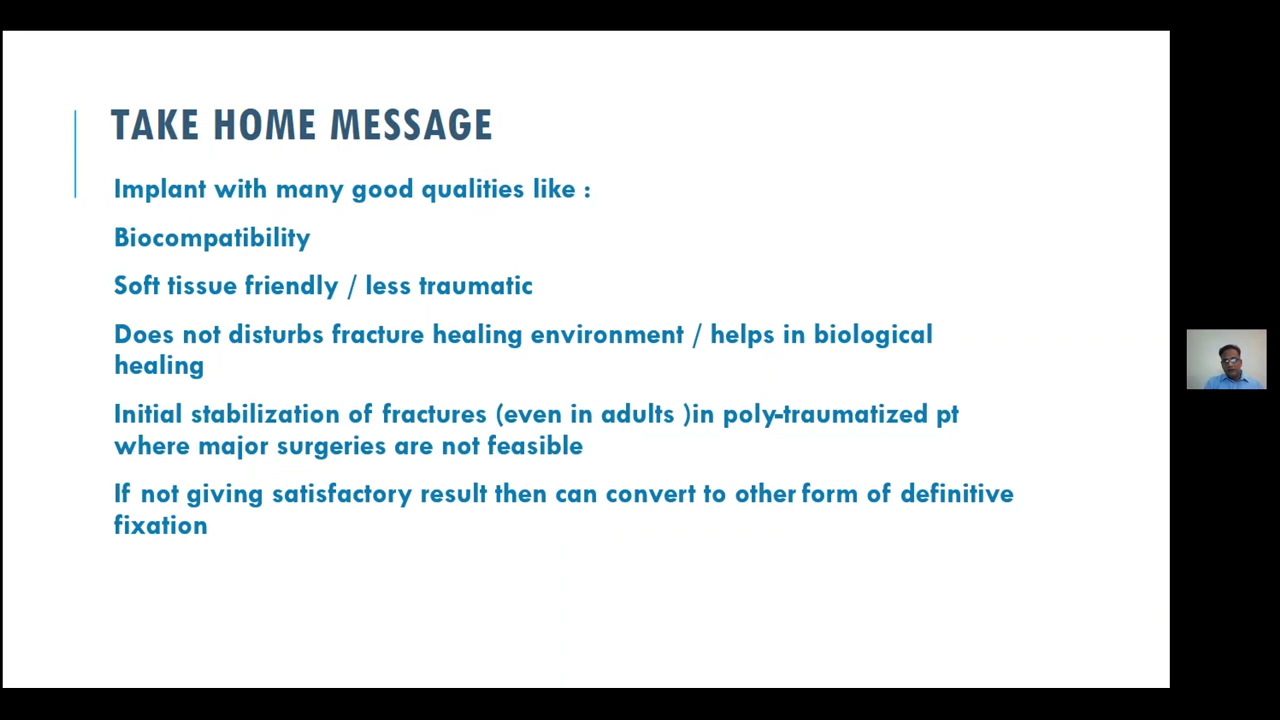 TAKE HOME MESSAGE
Implant with many good qualities like :
Biocompatibility
Soft tissue friendly / less traumatic
Does not disturbs fracture healing environment / helps in biological
healing
Initial stabilization of fractures (even in adults )in poly-traumatized pt
where major surgeries are not feasible
If not giving satisfactory result then can convert to other form of definitive
fixation